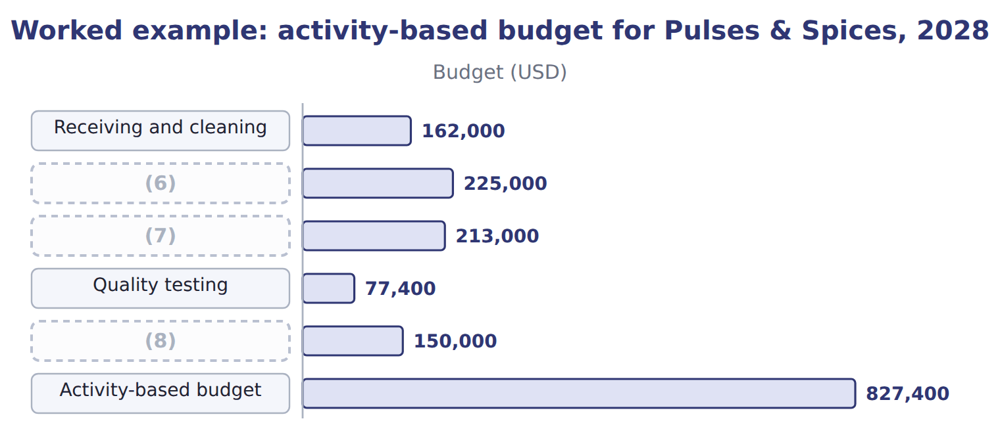 Worked example: activity-based budget for Pulses & Spices, 2028
Budget (USD)
Receiving and cleaning 162,000
(6) 225,000
(7) 213,000
Quality testing 77,400
(8) 150,000
Activity-based budget 827,400